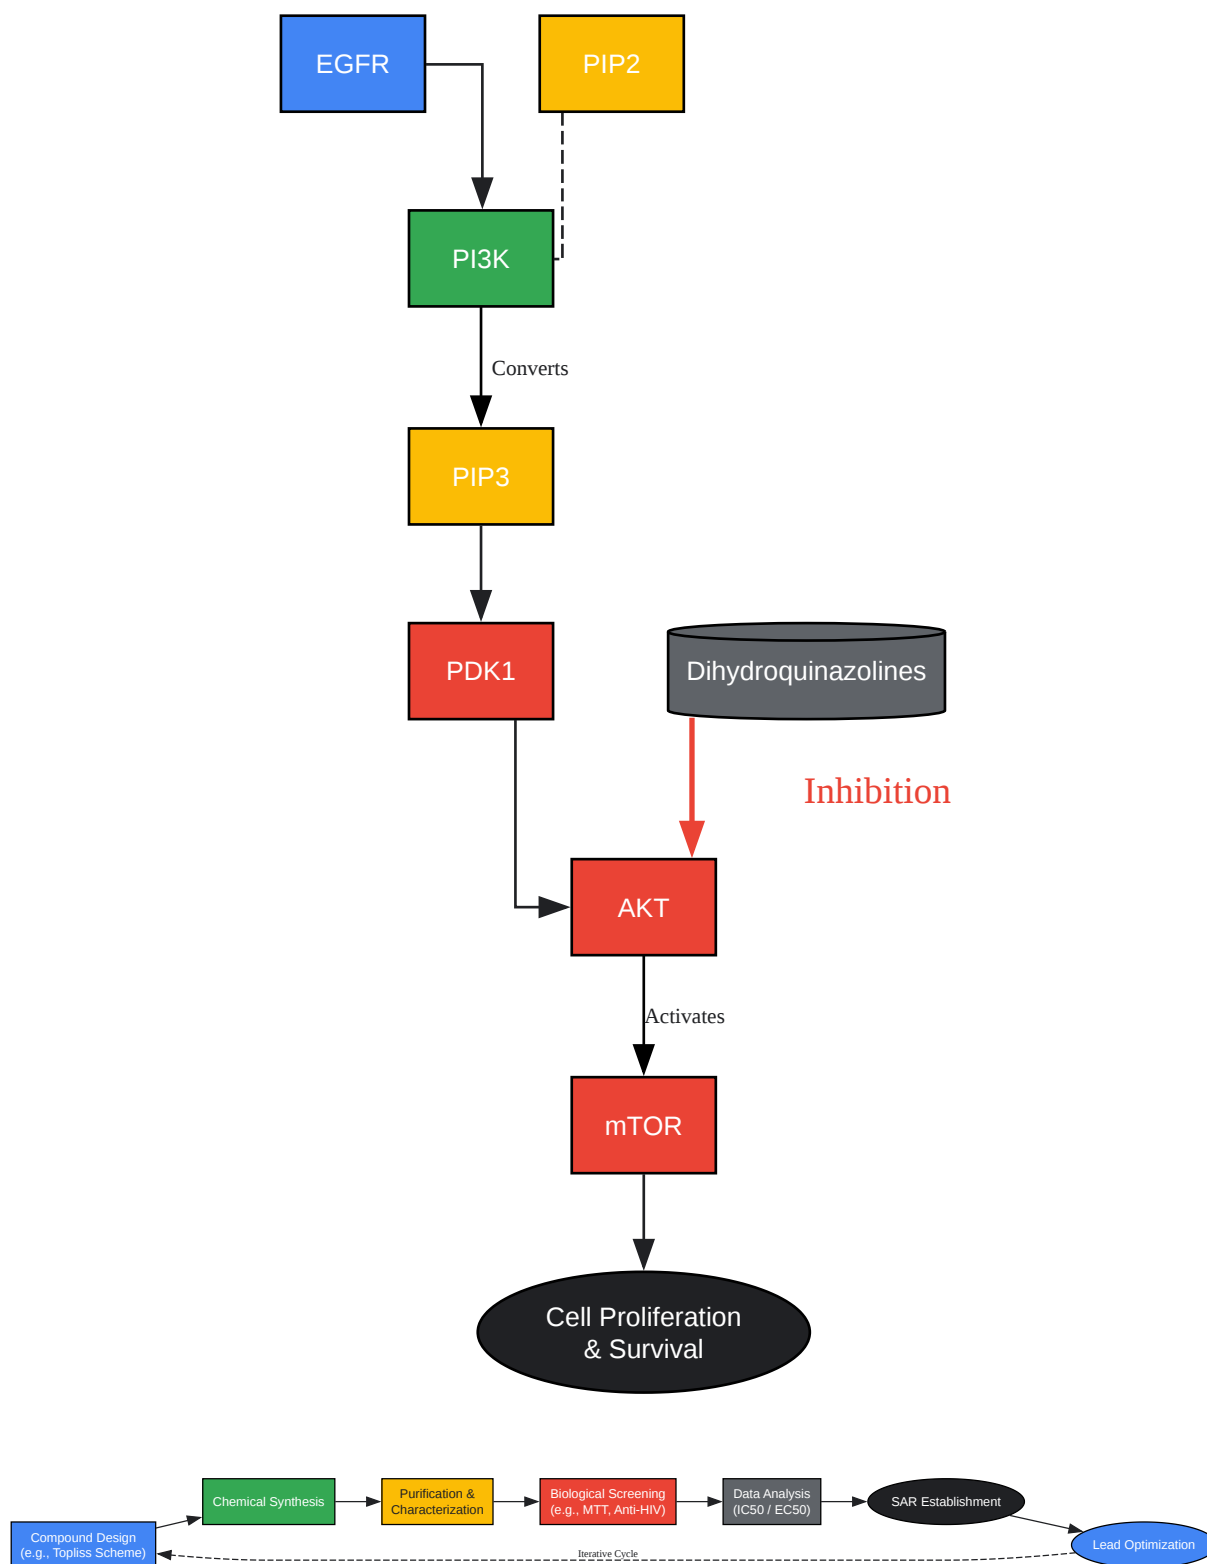 EGFR
PIP2
PI3K
Converts
PIP3
PDK1
Dihydroquinazolines
Inhibition
AKT
Activates
mTOR
Cell Proliferation
& Survival
Compound Design
(e.g., Topliss Scheme)
Chemical Synthesis
Purification &
Characterization
Biological Screening
(e.g., MTT, Anti-HIV)
Data Analysis
(IC50 / EC50)
SAR Establishment
Lead Optimization
Iterative Cycle